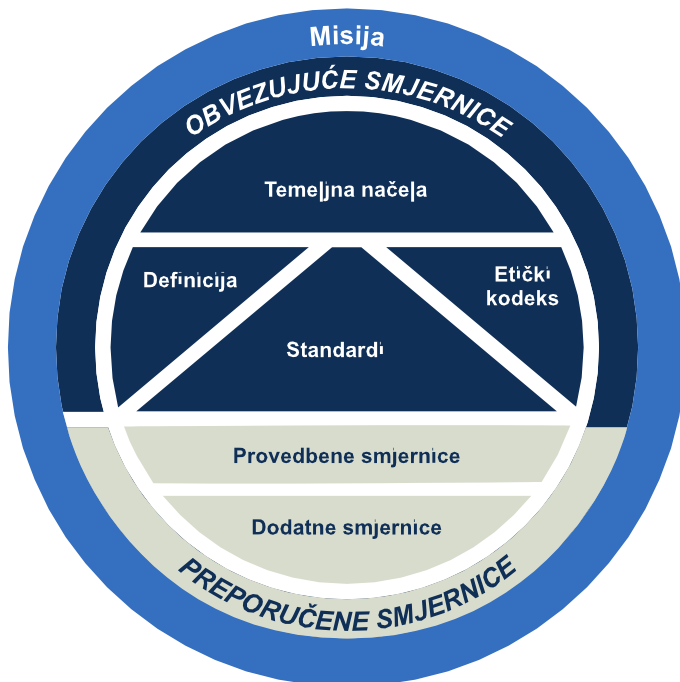 Misija
OBVEZUJUĆE SMJERNICE
Temeljna načela
Definicija
Etički
kodeks
Standardi
Provedbene smjernice
Dodatne smjernice
PREPORUČENE SMJERNICE